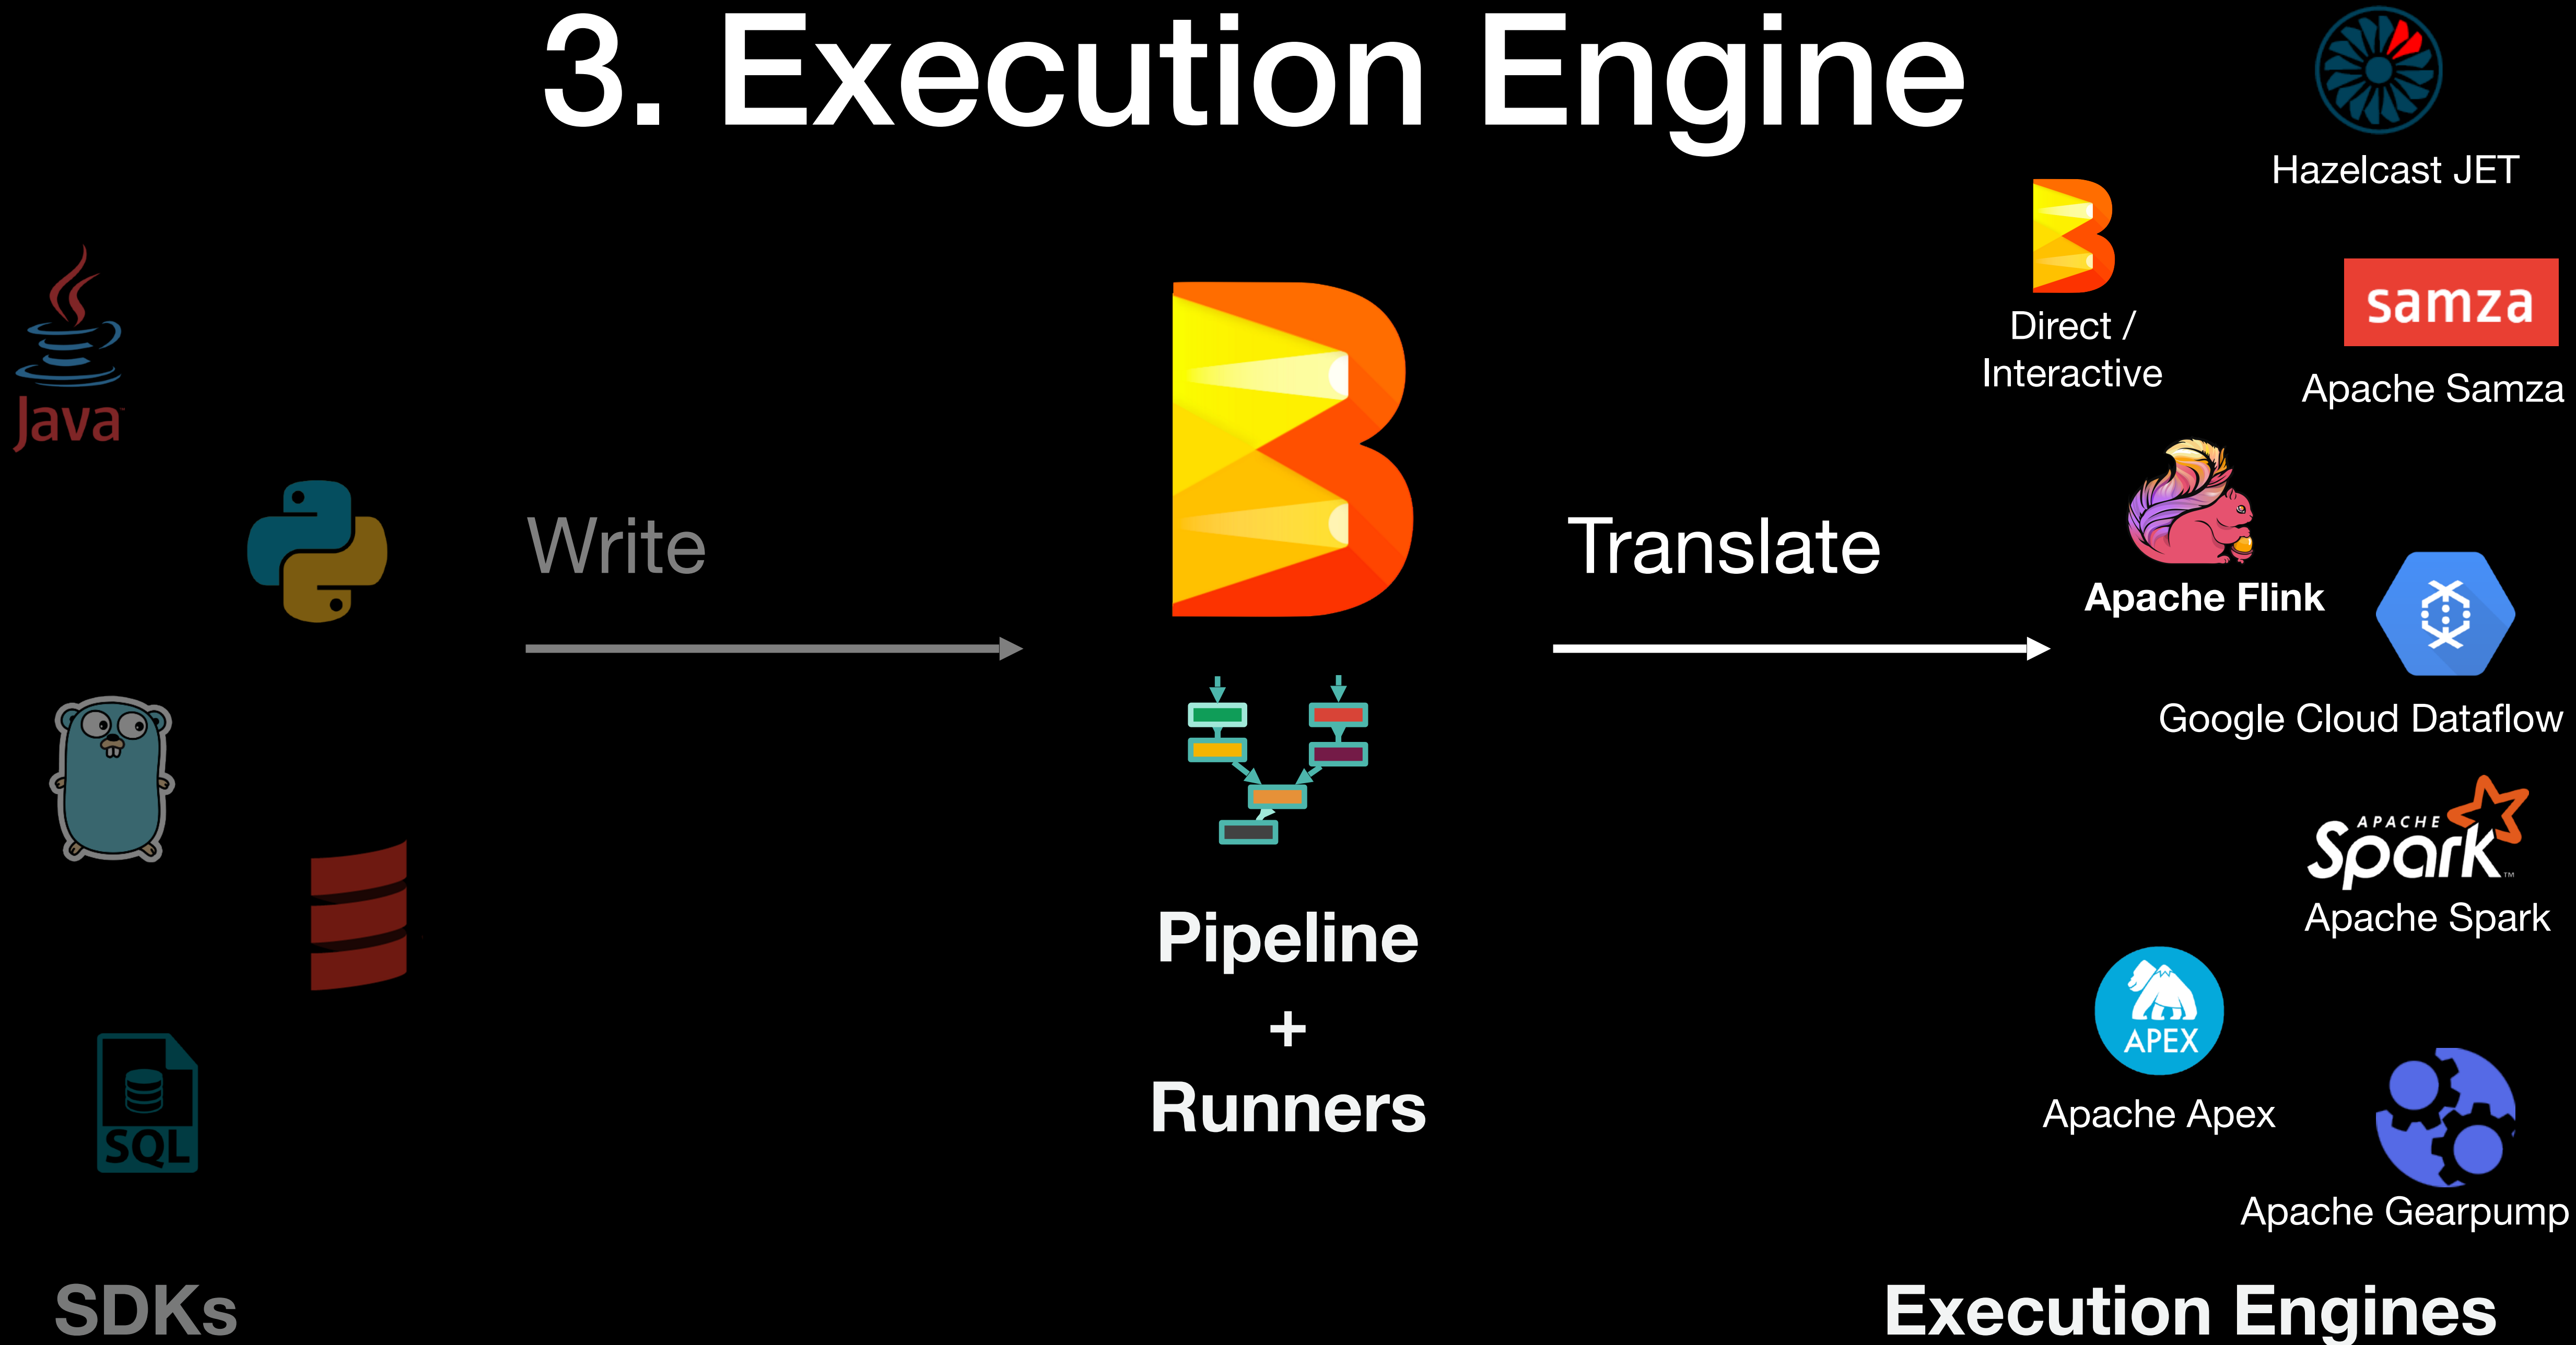 3. Execution Engine
Java
SQL
SDKs
Write
Pipeline
+
Runners
Translate
Hazelcast JET
Direct /
Interactive
samza
Apache Samza
Apache Flink
Google Cloud Dataflow
APACHE
Spark™
Apache Spark
APEX
Apache Apex
Apache Gearpump
Execution Engines